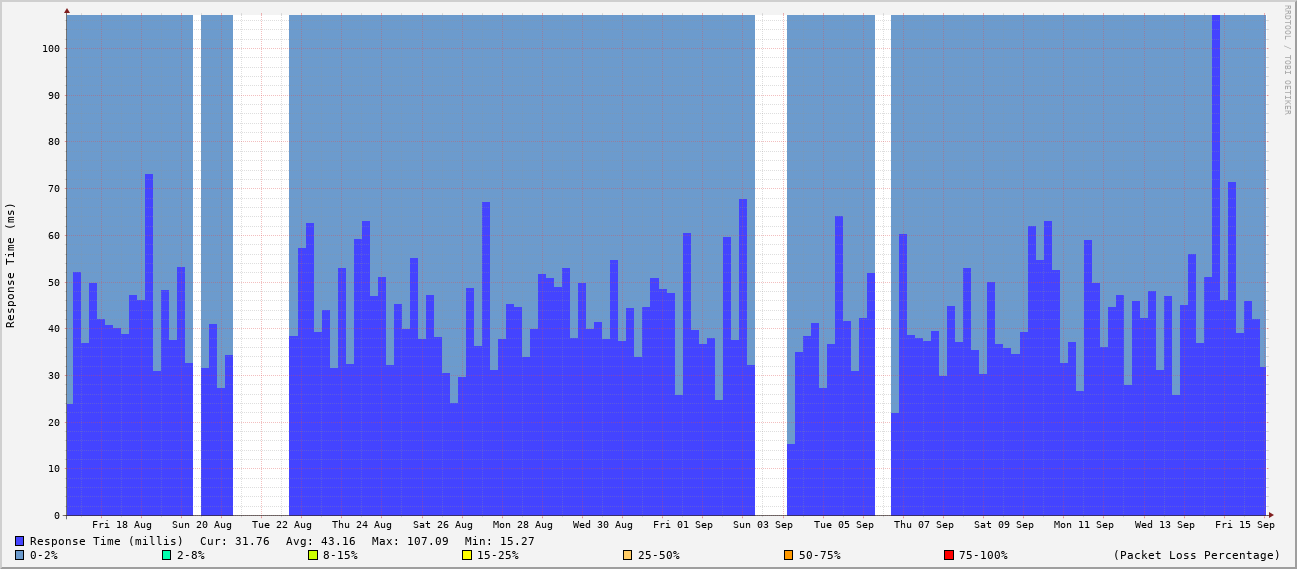 RRDTOOL / TOBI OETIKER
Response Time (ms)
100
90
80
70
60
50
40
30
20
10
0
Fri 18 Aug Sun 20 Aug Tue 22 Aug Thu 24 Aug Sat 26 Aug Mon 28 Aug Wed 30 Aug Fri 01 Sep Sun 03 Sep Tue 05 Sep Thu 07 Sep Sat 09 Sep Mon 11 Sep Wed 13 Sep Fri 15 Sep
Response Time (millis) Cur: 31.76 Avg: 43.16 Max: 107.09 Min: 15.27
0-2% 2-8% 8-15% 15-25% 25-50% 50-75% 75-100% (Packet Loss Percentage)